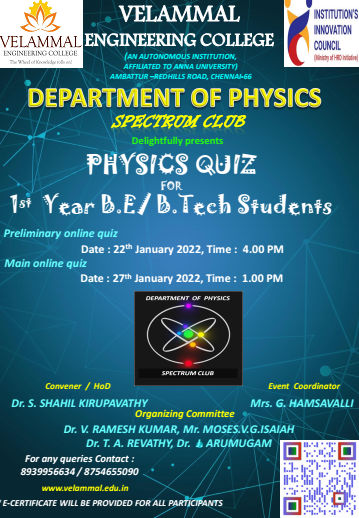 VELAMMAL
ENGINEERING COLLEGE
(AN AUTONOMOUS INSTITUTION,
AFFILIATED TO ANNA UNIVERSITY)
AMBATTUR –REDHILLS ROAD, CHENNAI-66
VELAMMAL
ENGINEERING COLLEGE
The Wheel of Knowledge rolls on!
INSTITUTION'S
INNOVATION
COUNCIL
(Ministry of HRD Initiative)
DEPARTMENT OF PHYSICS
SPECTRUM CLUB
Delightfully presents
PHYSICS QUIZ
FOR
1st Year B.E/ B.Tech Students
Preliminary online quiz
Date : 22nd January 2022, Time : 4.00 PM
Main online quiz
Date : 27th January 2022, Time : 1.00 PM
DEPARTMENT OF PHYSICS
SPECTRUM CLUB
Convener / HoD
Event Coordinator
Dr. S. SHAHIL KIRUPAVATHY
Mrs. G. HAMSAVALLI
Organizing Committee
Dr. V. RAMESH KUMAR, Mr. MOSES.V.G.ISAIAH
Dr. T. A. REVATHY, Dr. ARUMUGAM
For any queries Contact :
8939956634 / 8754655090
www.velammal.edu.in
E-CERTIFICATE WILL BE PROVIDED FOR ALL PARTICIPANTS